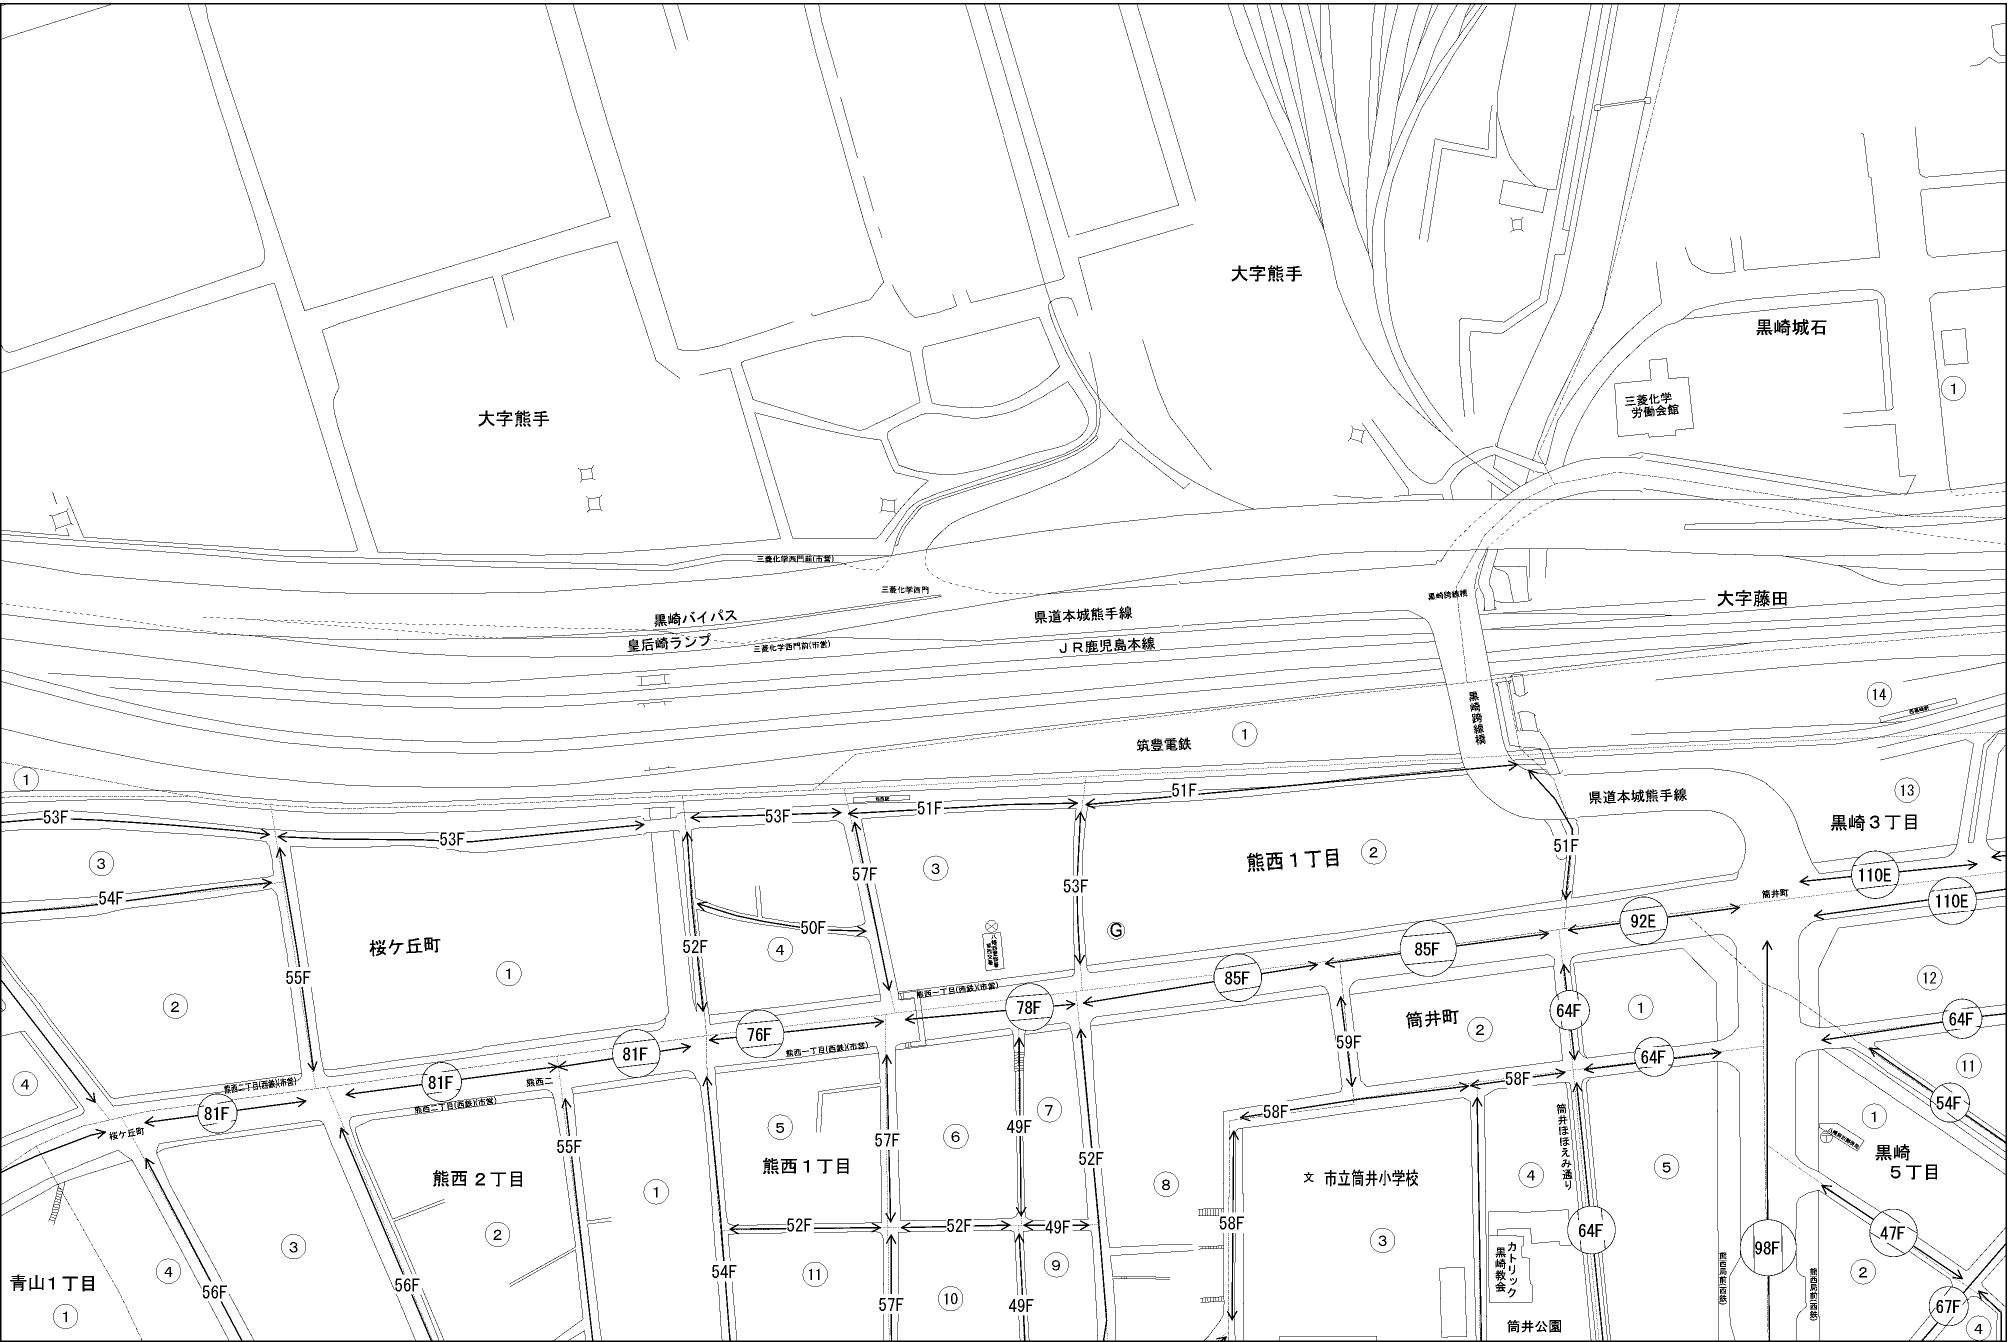 大字熊手
黒崎城石
三菱化学
労働会館
1
大字熊手
三菱化学西門前(市営)
三菱化学西門
黒崎バイパス
皇后崎ランプ
三菱化学西門前(市営)
県道本城熊手線
JR鹿児島本線
黒崎跨線橋
大字藤田
黒崎跨線橋
14
筑豊電鉄
1
1
県道本城熊手線
13
黒崎3丁目
53F
53F
53F
51F
51F
51F
3
54F
57F
3
53F
熊西1丁目
2
110E
110E
筒井町
92E
桜ケ丘町
55F
1
52F
50F
4
G
85F
85F
2
熊西一丁目(西鉄)(市営)
78F
76F
81F
熊西一丁目(西鉄)(市営)
12
64F
1
筒井町
2
64F
59F
64F
4
熊西二丁目(西鉄)(市営)
81F
81F
熊西二
熊西二丁目(西鉄)(市営)
桜ケ丘町
58F
58F
11
54F
1
黒崎
5丁目
筒井ほほえみ通り
55F
5
57F
6
7
49F
52F
熊西1丁目
熊西2丁目
1
2
8
文 市立筒井小学校
4
5
52F
52F
49F
58F
64F
3
98F
47F
2
3
4
56F
56F
青山1丁目
1
54F
11
57F
10
9
49F
カトリック
黒崎教会
筒井公園
熊西局前(西鉄)
熊西局前(西鉄)
67F
4